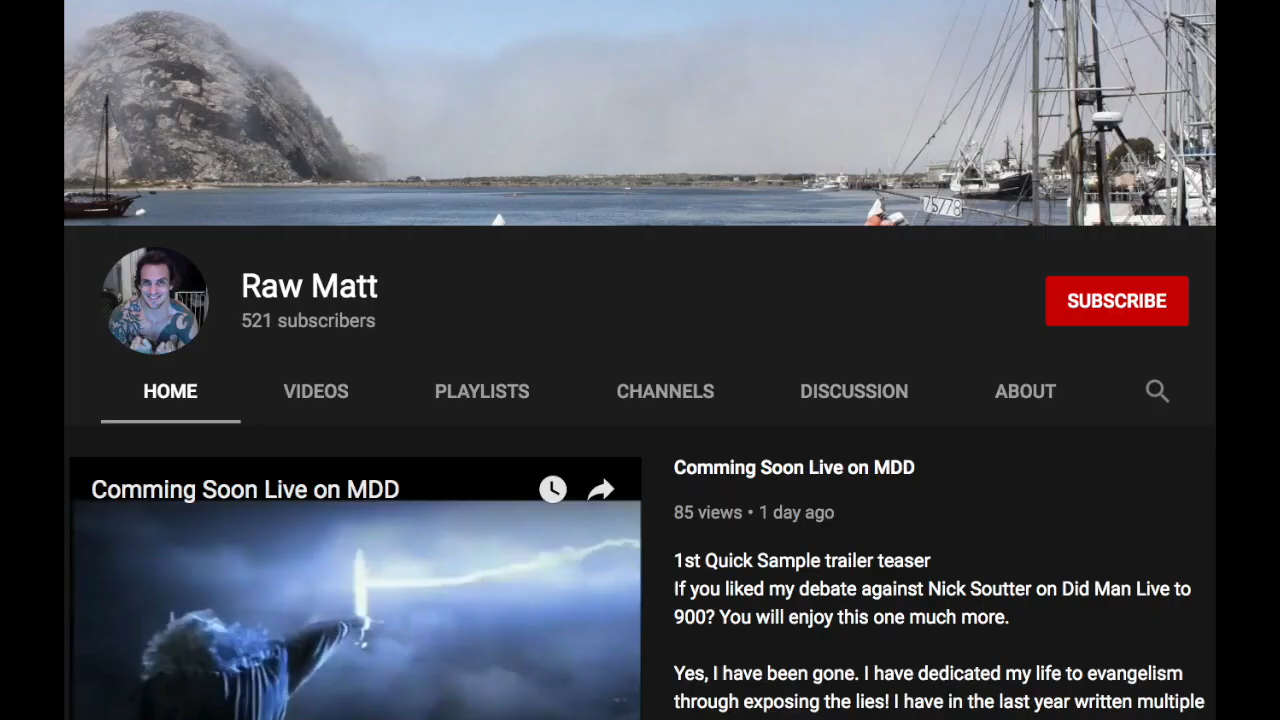 175778
Raw Matt
521 subscribers
SUBSCRIBE
HOME VIDEOS PLAYLISTS CHANNELS DISCUSSION ABOUT
Comming Soon Live on MDD
Comming Soon Live on MDD
85 views • 1 day ago
1st Quick Sample trailer teaser
If you liked my debate against Nick Soutter on Did Man Live to
900? You will enjoy this one much more.
Yes, I have been gone. I have dedicated my life to evangelism
through exposing the lies! I have in the last year written multiple